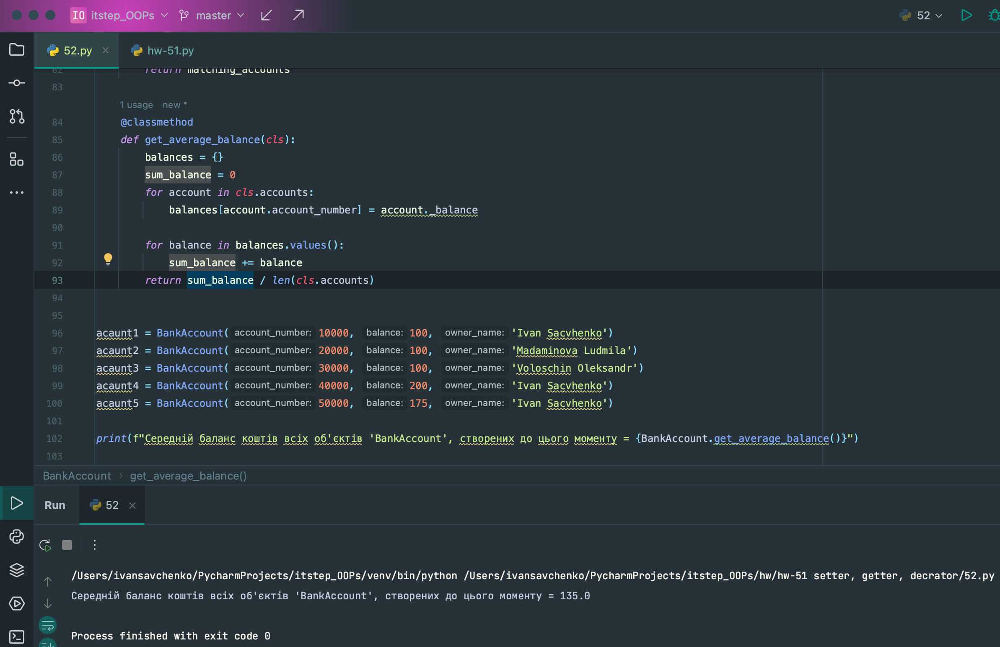 IO itstep_OOPs master 52
52.py hw-51.py
82 return matching_accounts
83
1 usage new *
84 @classmethod
85 def get_average_balance(cls):
86 balances = {}
87 sum_balance = 0
88 for account in cls.accounts:
89 balances[account.account_number] = account._balance
90
91 for balance in balances.values():
92 sum_balance += balance
93 return sum_balance / len(cls.accounts)
94
95
96 acaunt1 = BankAccount( account_number: 10000, balance: 100, owner_name: 'Ivan Sacvhenko')
97 acaunt2 = BankAccount( account_number: 20000, balance: 100, owner_name: 'Madaminova Ludmila')
98 acaunt3 = BankAccount( account_number: 30000, balance: 100, owner_name: 'Voloschin Oleksandr')
99 acaunt4 = BankAccount( account_number: 40000, balance: 200, owner_name: 'Ivan Sacvhenko')
100 acaunt5 = BankAccount( account_number: 50000, balance: 175, owner_name: 'Ivan Sacvhenko')
101
102 print(f"Середній баланс коштів всіх об'єктів 'BankAccount', створених до цього моменту = {BankAccount.get_average_balance()}")
103
BankAccount › get_average_balance()
Run 52
/Users/ivansavchenko/PycharmProjects/itstep_OOPs/venv/bin/python /Users/ivansavchenko/PycharmProjects/itstep_OOPs/hw/hw-51 setter, getter, decrator/52.py
Середній баланс коштів всіх об'єктів 'BankAccount', створених до цього моменту = 135.0
Process finished with exit code 0